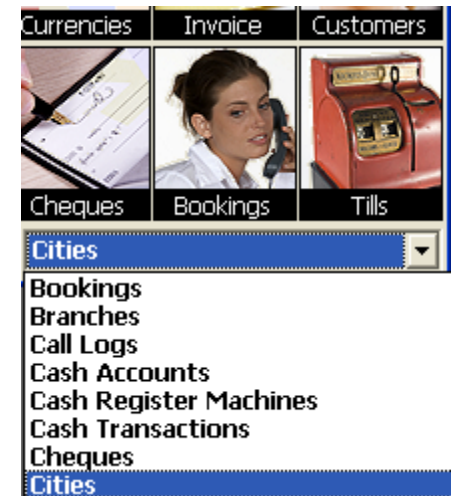 Currencies Invoice Customers
Cheques Bookings Tills
Cities
Bookings
Branches
Call Logs
Cash Accounts
Cash Register Machines
Cash Transactions
Cheques
Cities